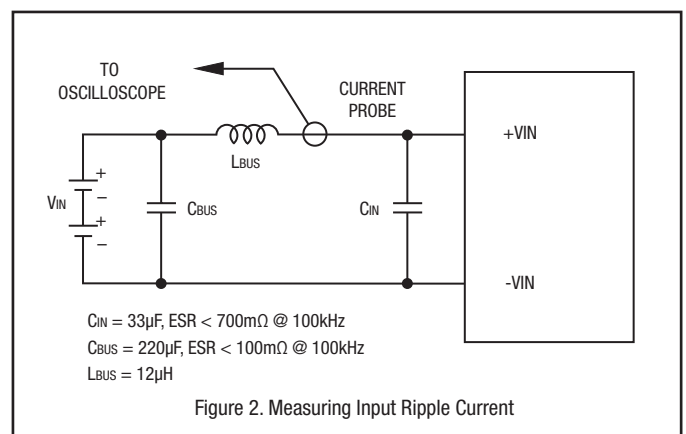 TO
OSCILLOSCOPE
CURRENT
PROBE
+VIN
LBUS
VIN
+
−
+
−
CBUS
CIN
-VIN
CIN = 33µF, ESR < 700mΩ @ 100kHz
CBUS = 220µF, ESR < 100mΩ @ 100kHz
LBUS = 12µH
Figure 2. Measuring Input Ripple Current